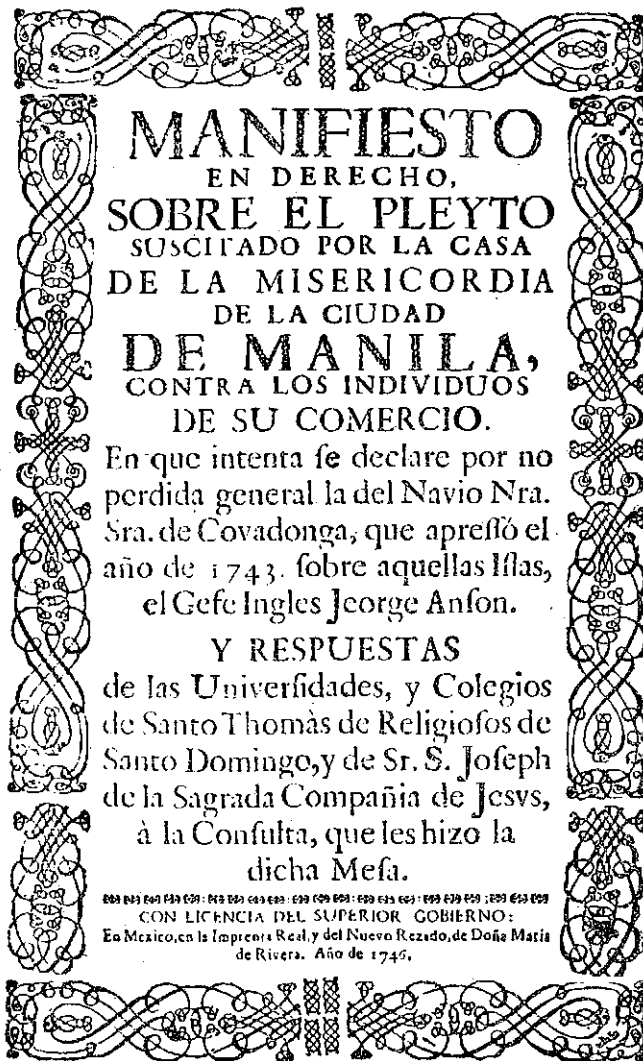 MANIFIESTO
EN DERECHO,
SOBRE EL PLEYTO
SUSCITADO POR LA CASA
DE LA MISERICORDIA
DE LA CIUDAD
DE MANILA,
CONTRA LOS INDIVIDUOS
DE SU COMERCIO.
En que intenta ſe declare por no
perdida general la del Navio Nra.
Sra. de Covadonga, que apreſsò el
año de 1743. ſobre aquellas Iſlas,
el Gefe Ingles Jeorge Anſon.
Y RESPUESTAS
de las Univerſidades, y Colegios
de Santo Thomàs de Religioſos de
Santo Domingo, y de Sr. S. Joſeph
de la Sagrada Compañia de Jesvs,
à la Conſulta, que les hizo la
dicha Meſa.
CON LICENCIA DEL SUPERIOR GOBIERNO:
En Mexico, en la Imprenta Real, y del Nuevo Rezado, de Doña Maria
de Rivera. Año de 1746.